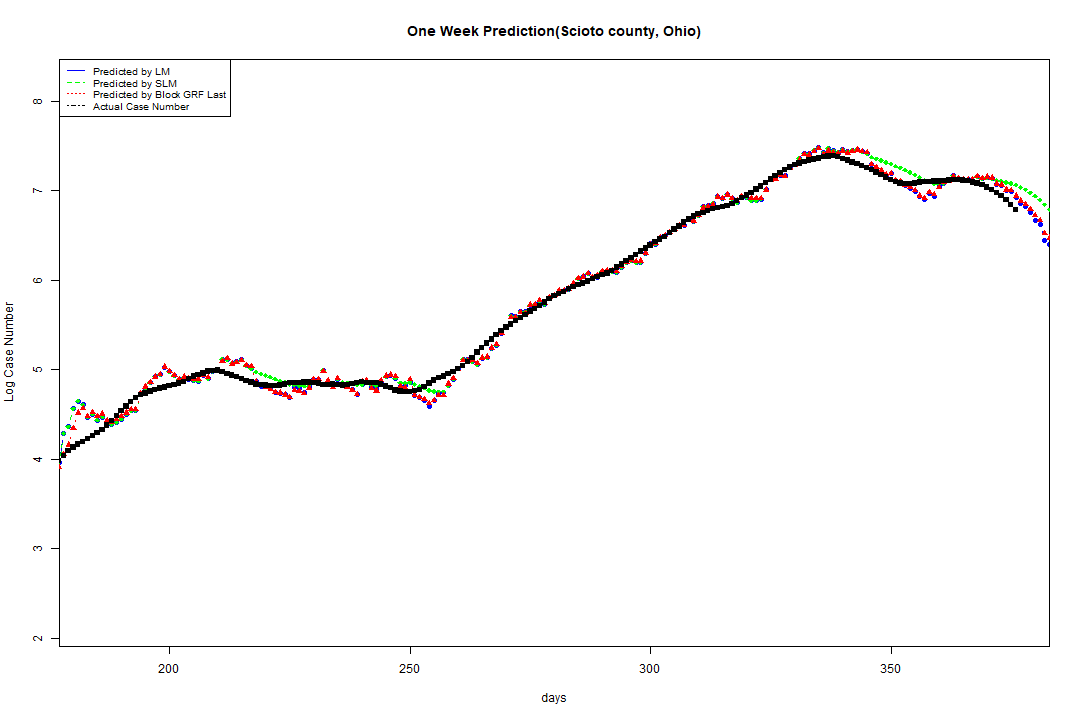 One Week Prediction(Scioto county, Ohio)
Predicted by LM
Predicted by SLM
Predicted by Block GRF Last
Actual Case Number
8
7
6
5
4
3
2
Log Case Number
200 250 300 350
days